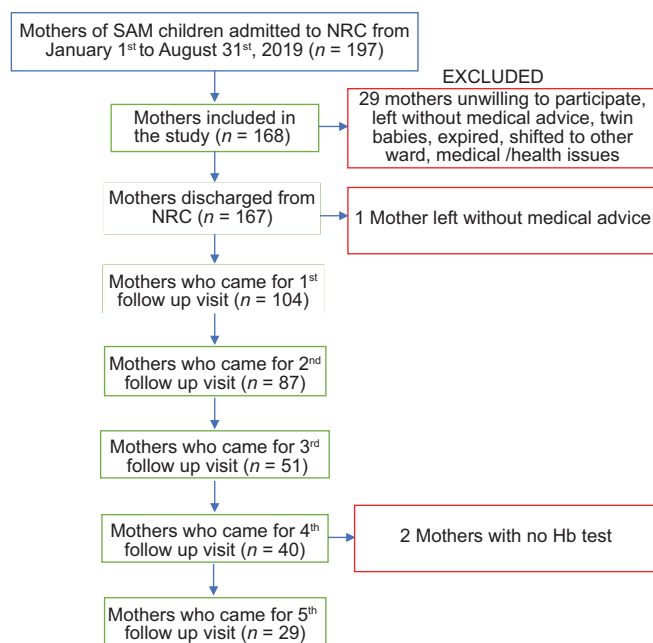 Mothers of SAM children admitted to NRC from
January 1st to August 31st, 2019 (n = 197)
EXCLUDED
Mothers included in
the study (n = 168)
29 mothers unwilling to participate,
left without medical advice, twin
babies, expired, shifted to other
ward, medical /health issues
Mothers discharged from
NRC (n = 167)
1 Mother left without medical advice
Mothers who came for 1st
follow up visit (n = 104)
Mothers who came for 2nd
follow up visit (n = 87)
Mothers who came for 3rd
follow up visit (n = 51)
Mothers who came for 4th
follow up visit (n = 40)
2 Mothers with no Hb test
Mothers who came for 5th
follow up visit (n = 29)